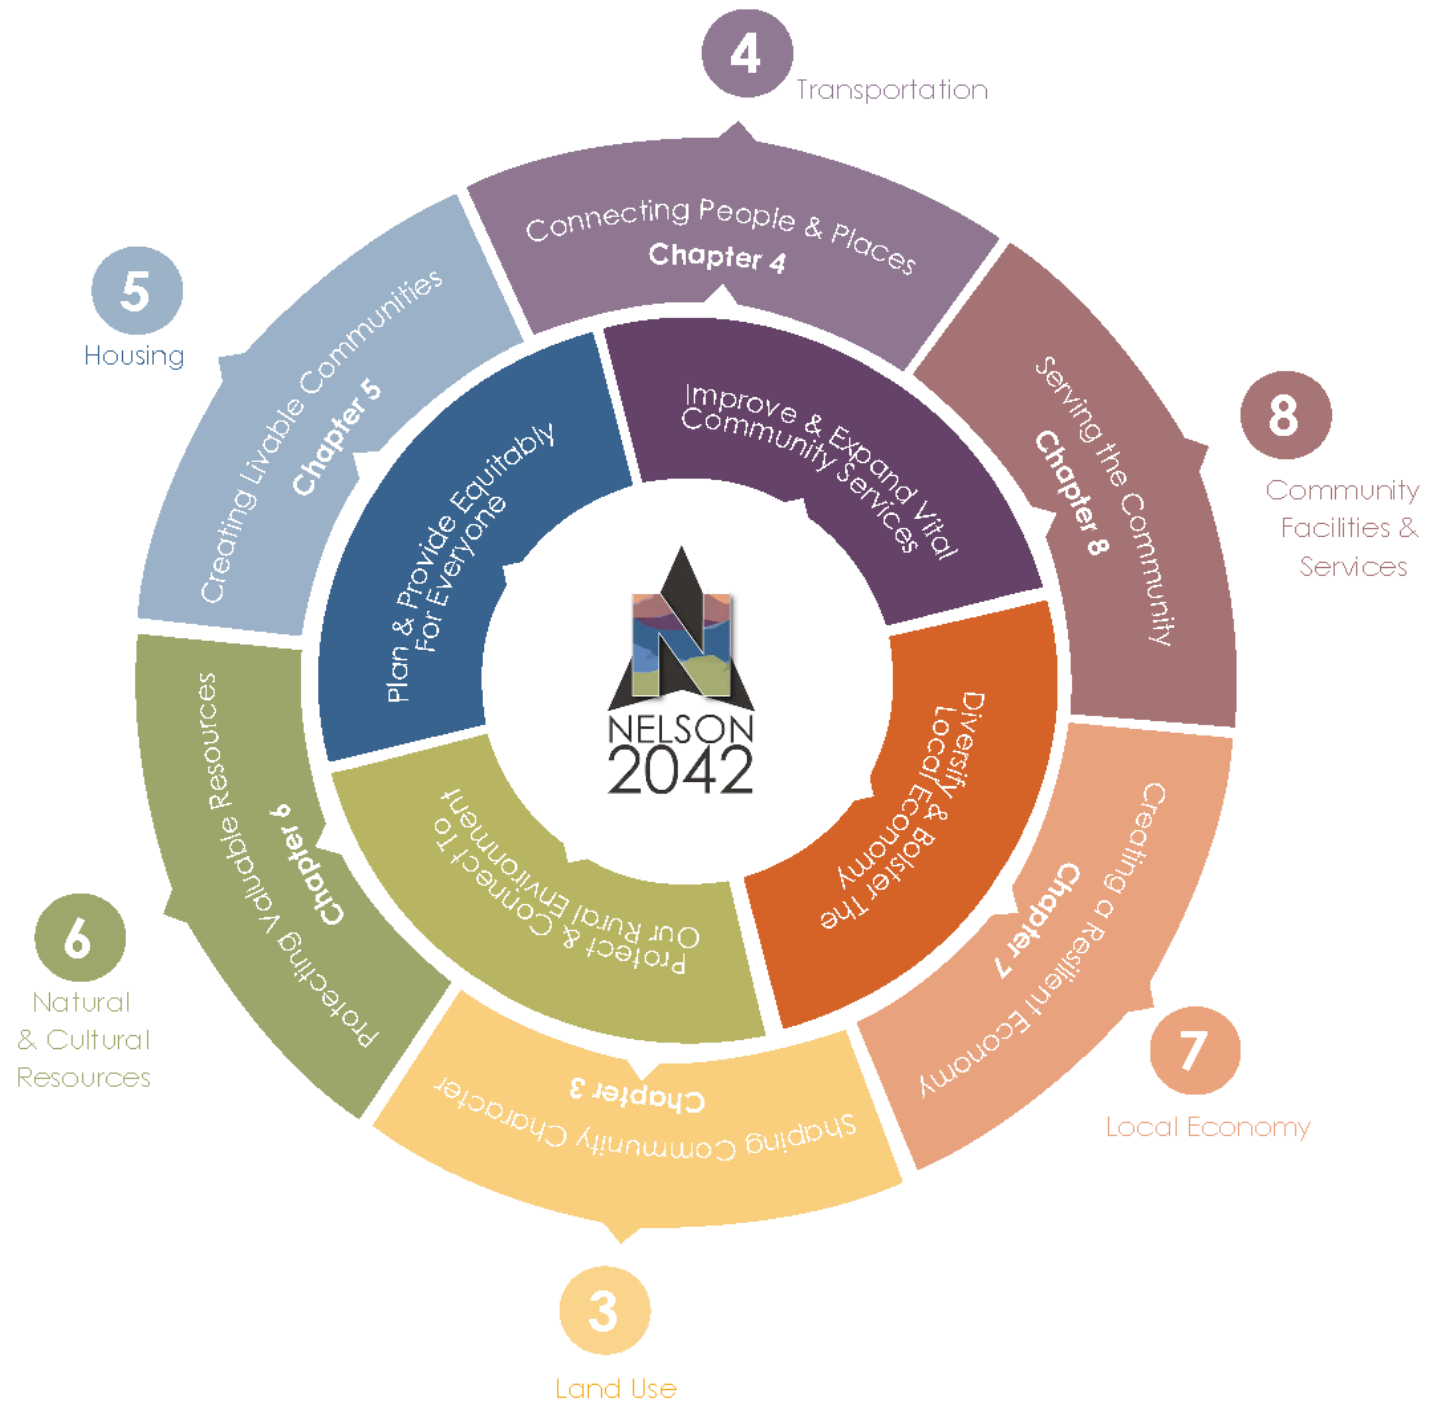 4
Transportation
Connecting People & Places
Chapter 4
5
Housing
Creating Livable Communities
Chapter 5
8
Community
Facilities &
Services
Serving the Community
Chapter 8
Improve & Expand Vital
Community Services
Plan & Provide Equitably
For Everyone
NELSON
2042
Diversify & Bolster The
Local Economy
Protect & Connect To
Our Rural Environment
6
Natural
& Cultural
Resources
Protecting Valuable Resources
Chapter 6
7
Local Economy
Creating a Resilient Economy
Chapter 7
Chapter 3
Shaping Community Character
3
Land Use